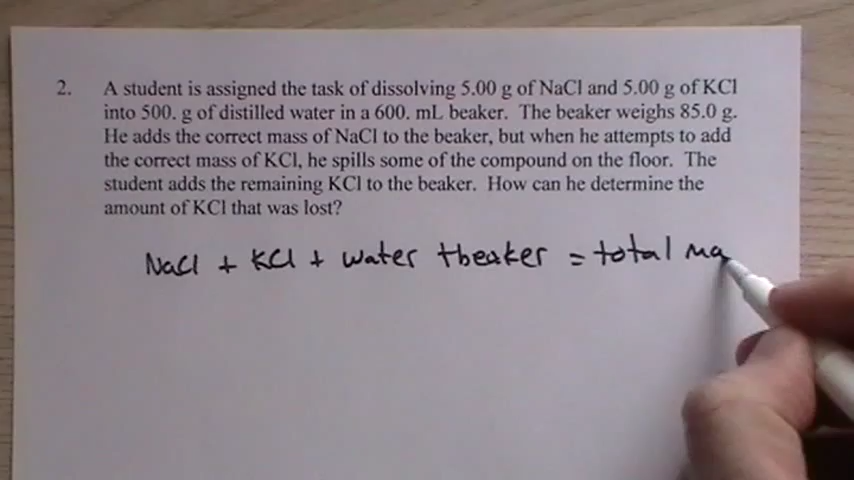 2. A student is assigned the task of dissolving 5.00 g of NaCl and 5.00 g of KCl
into 500. g of distilled water in a 600. mL beaker. The beaker weighs 85.0 g.
He adds the correct mass of NaCl to the beaker, but when he attempts to add
the correct mass of KCl, he spills some of the compound on the floor. The
student adds the remaining KCl to the beaker. How can he determine the
amount of KCl that was lost?
NaCl + KCl + water + beaker = total ma